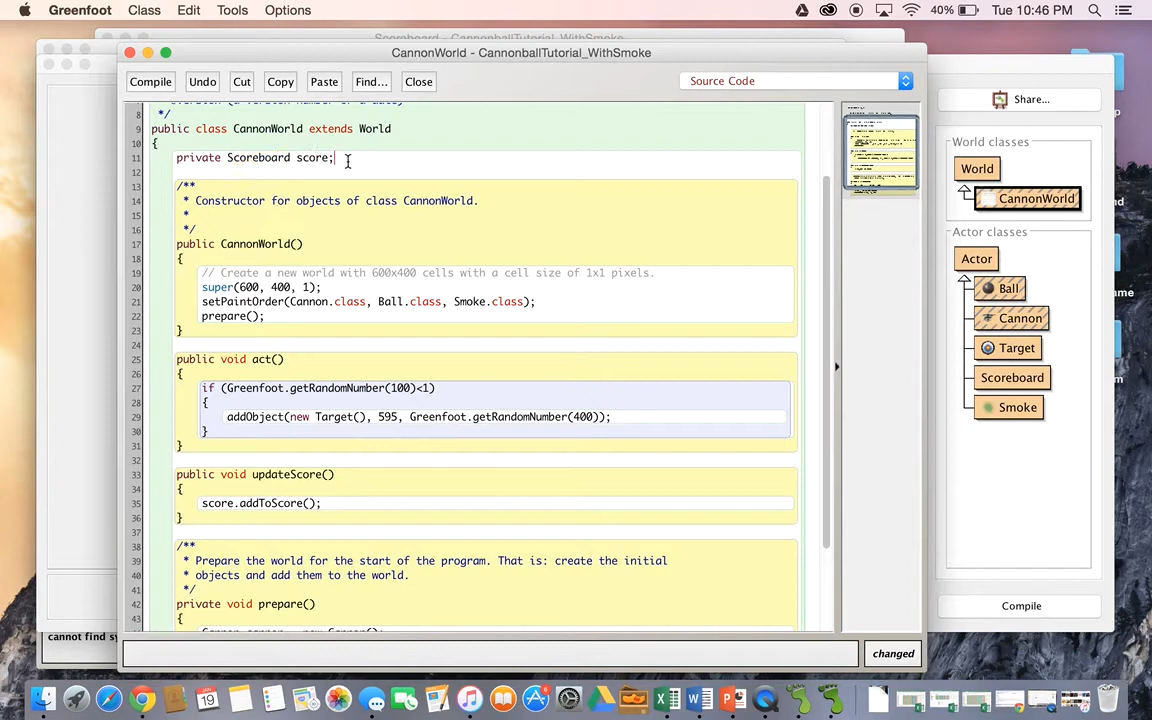 Greenfoot Class Edit Tools Options 40% Tue 10:46 PM
CannonWorld - CannonballTutorial_WithSmoke
Compile Undo Cut Copy Paste Find... Close Source Code
Share...
8 */
9 public class CannonWorld extends World
10 {
11 private Scoreboard score;
12
13 /**
14 * Constructor for objects of class CannonWorld.
15 *
16 */
17 public CannonWorld()
18 {
19 // Create a new world with 600x400 cells with a cell size of 1x1 pixels.
20 super(600, 400, 1);
21 setPaintOrder(Cannon.class, Ball.class, Smoke.class);
22 prepare();
23 }
24
25 public void act()
26 {
27 if (Greenfoot.getRandomNumber(100)<1)
28 {
29 addObject(new Target(), 595, Greenfoot.getRandomNumber(400));
30 }
31 }
32
33 public void updateScore()
34 {
35 score.addToScore();
36 }
37
38 /**
39 * Prepare the world for the start of the program. That is: create the initial
40 * objects and add them to the world.
41 */
42 private void prepare()
43 {
World classes
World
CannonWorld
Actor classes
Actor
Ball
Cannon
Target
Scoreboard
Smoke
Compile
cannot find sy
changed